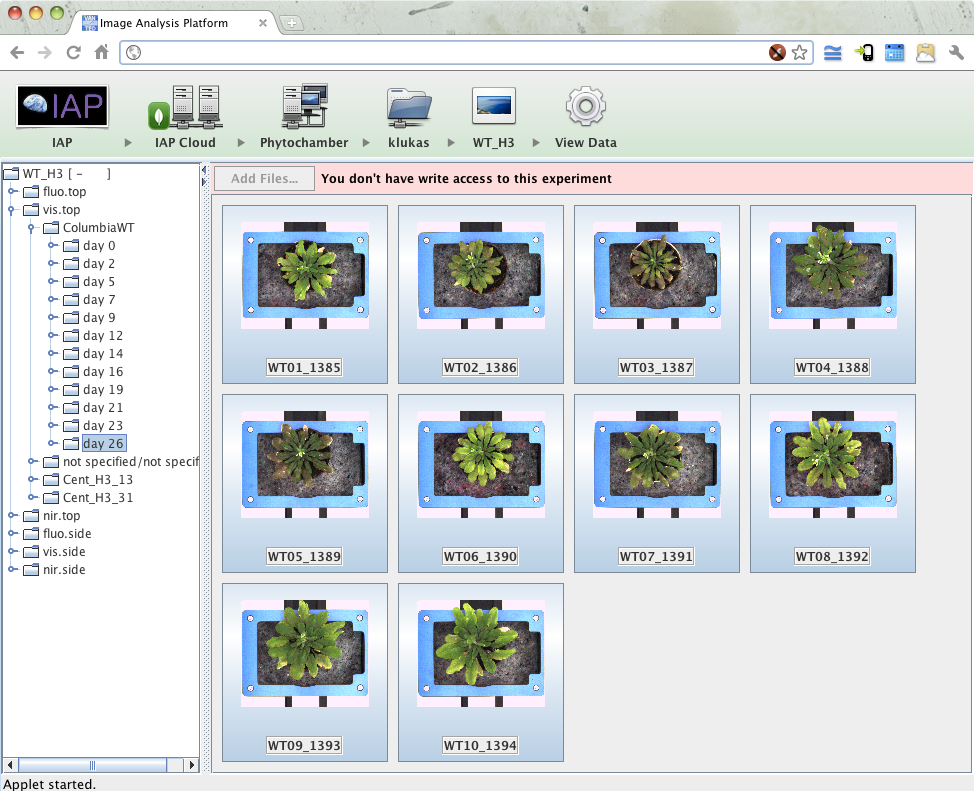 VAN
TED
Image Analysis Platform
IAP
IAP
IAP Cloud
Phytochamber
klukas
WT_H3
View Data
WT_H3 [ - ]
fluo.top
vis.top
ColumbiaWT
day 0
day 2
day 5
day 7
day 9
day 12
day 14
day 16
day 19
day 21
day 23
day 26
not specified/not specif
Cent_H3_13
Cent_H3_31
nir.top
fluo.side
vis.side
nir.side
Add Files...
You don't have write access to this experiment
WT01_1385
WT02_1386
WT03_1387
WT04_1388
WT05_1389
WT06_1390
WT07_1391
WT08_1392
WT09_1393
WT10_1394
Applet started.